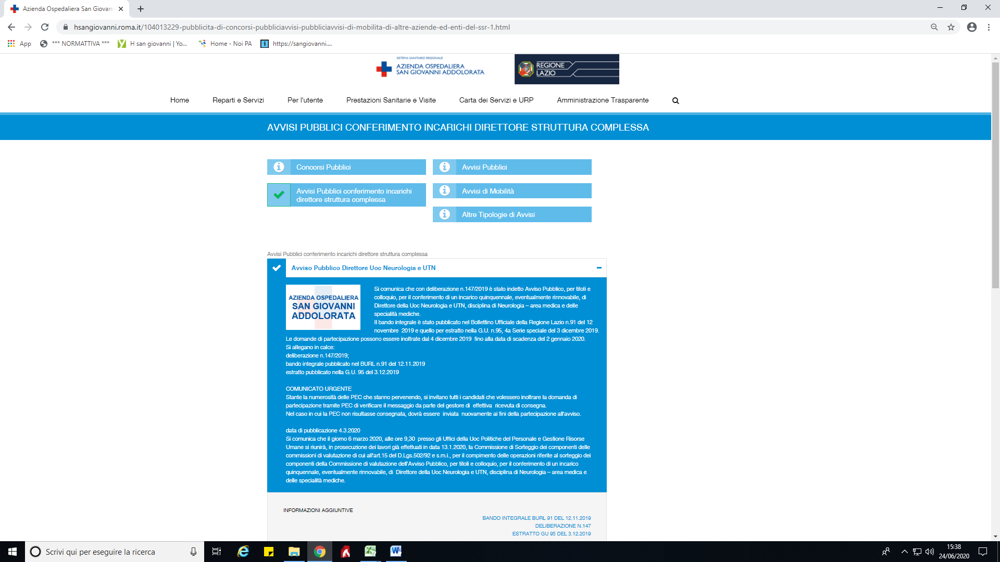 Azienda Ospedaliera San Giovann
hsangiovanni.roma.it/104013229-pubblicita-di-concorsi-pubbliciavvisi-pubbliciavvisi-di-mobilita-di-altre-aziende-ed-enti-del-ssr-1.html
App
*** NORMATTIVA ***
H san giovanni | Yo...
Home - Noi PA
https://sangiovanni....
SISTEMA SANITARIO REGIONALE
AZIENDA OSPEDALIERA
SAN GIOVANNI ADDOLORATA
REGIONE
LAZIO
Home
Reparti e Servizi
Per l'utente
Prestazioni Sanitarie e Visite
Carta dei Servizi e URP
Amministrazione Trasparente
AVVISI PUBBLICI CONFERIMENTO INCARICHI DIRETTORE STRUTTURA COMPLESSA
Concorsi Pubblici
Avvisi Pubblici
Avvisi Pubblici conferimento incarichi
direttore struttura complessa
Avvisi di Mobilità
Altre Tipologie di Avvisi
Avvisi Pubblici conferimento incarichi direttore struttura complessa
Avviso Pubblico Direttore Uoc Neurologia e UTN
AZIENDA OSPEDALIERA
SAN GIOVANNI
ADDOLORATA
Si comunica che con deliberazione n.147/2019 è stato indetto Avviso Pubblico, per titoli e
colloquio, per il conferimento di un incarico quinquennale, eventualmente rinnovabile, di
Direttore della Uoc Neurologia e UTN, disciplina di Neurologia – area medica e delle
specialità mediche.
Il bando integrale è stato pubblicato nel Bollettino Ufficiale della Regione Lazio n.91 del 12
novembre 2019 e quello per estratto nella G.U. n.95, 4a Serie speciale del 3 dicembre 2019.
Le domande di partecipazione possono essere inoltrate dal 4 dicembre 2019 fino alla data di scadenza del 2 gennaio 2020.
Si allegano in calce:
deliberazione n.147/2019;
bando integrale pubblicato nel BURL n.91 del 12.11.2019
estratto pubblicato nella G.U. 95 del 3.12.2019
COMUNICATO URGENTE
Stante la numerosità delle PEC che stanno pervenendo, si invitano tutti i candidati che volessero inoltrare la domanda di
partecipazione tramite PEC di verificare il messaggio da parte del gestore di effettiva ricevuta di consegna.
Nel caso in cui la PEC non risultasse consegnata, dovrà essere inviata nuovamente ai fini della partecipazione all'avviso.
data di pubblicazione 4.3.2020
Si comunica che il giorno 6 marzo 2020, alle ore 9,30 presso gli Uffici della Uoc Politiche del Personale e Gestione Risorse
Umane si riunirà, in prosecuzione dei lavori già effettuati in data 13.1.2020, la Commissione di Sorteggio dei componenti delle
commissioni di valutazione di cui all'art.15 del D.Lgs.502/92 e s.m.i., per il compimento delle operazioni riferite al sorteggio dei
componenti della Commissione di valutazione dell'Avviso Pubblico, per titoli e colloquio, per il conferimento di un incarico
quinquennale, eventualmente rinnovabile, di Direttore della Uoc Neurologia e UTN, disciplina di Neurologia – area medica e
delle specialità mediche.
INFORMAZIONI AGGIUNTIVE
BANDO INTEGRALE BURL 91 DEL 12.11.2019
DELIBERAZIONE N.147
ESTRATTO GU 95 DEL 3.12.2019
Scrivi qui per eseguire la ricerca
15:38
24/06/2020